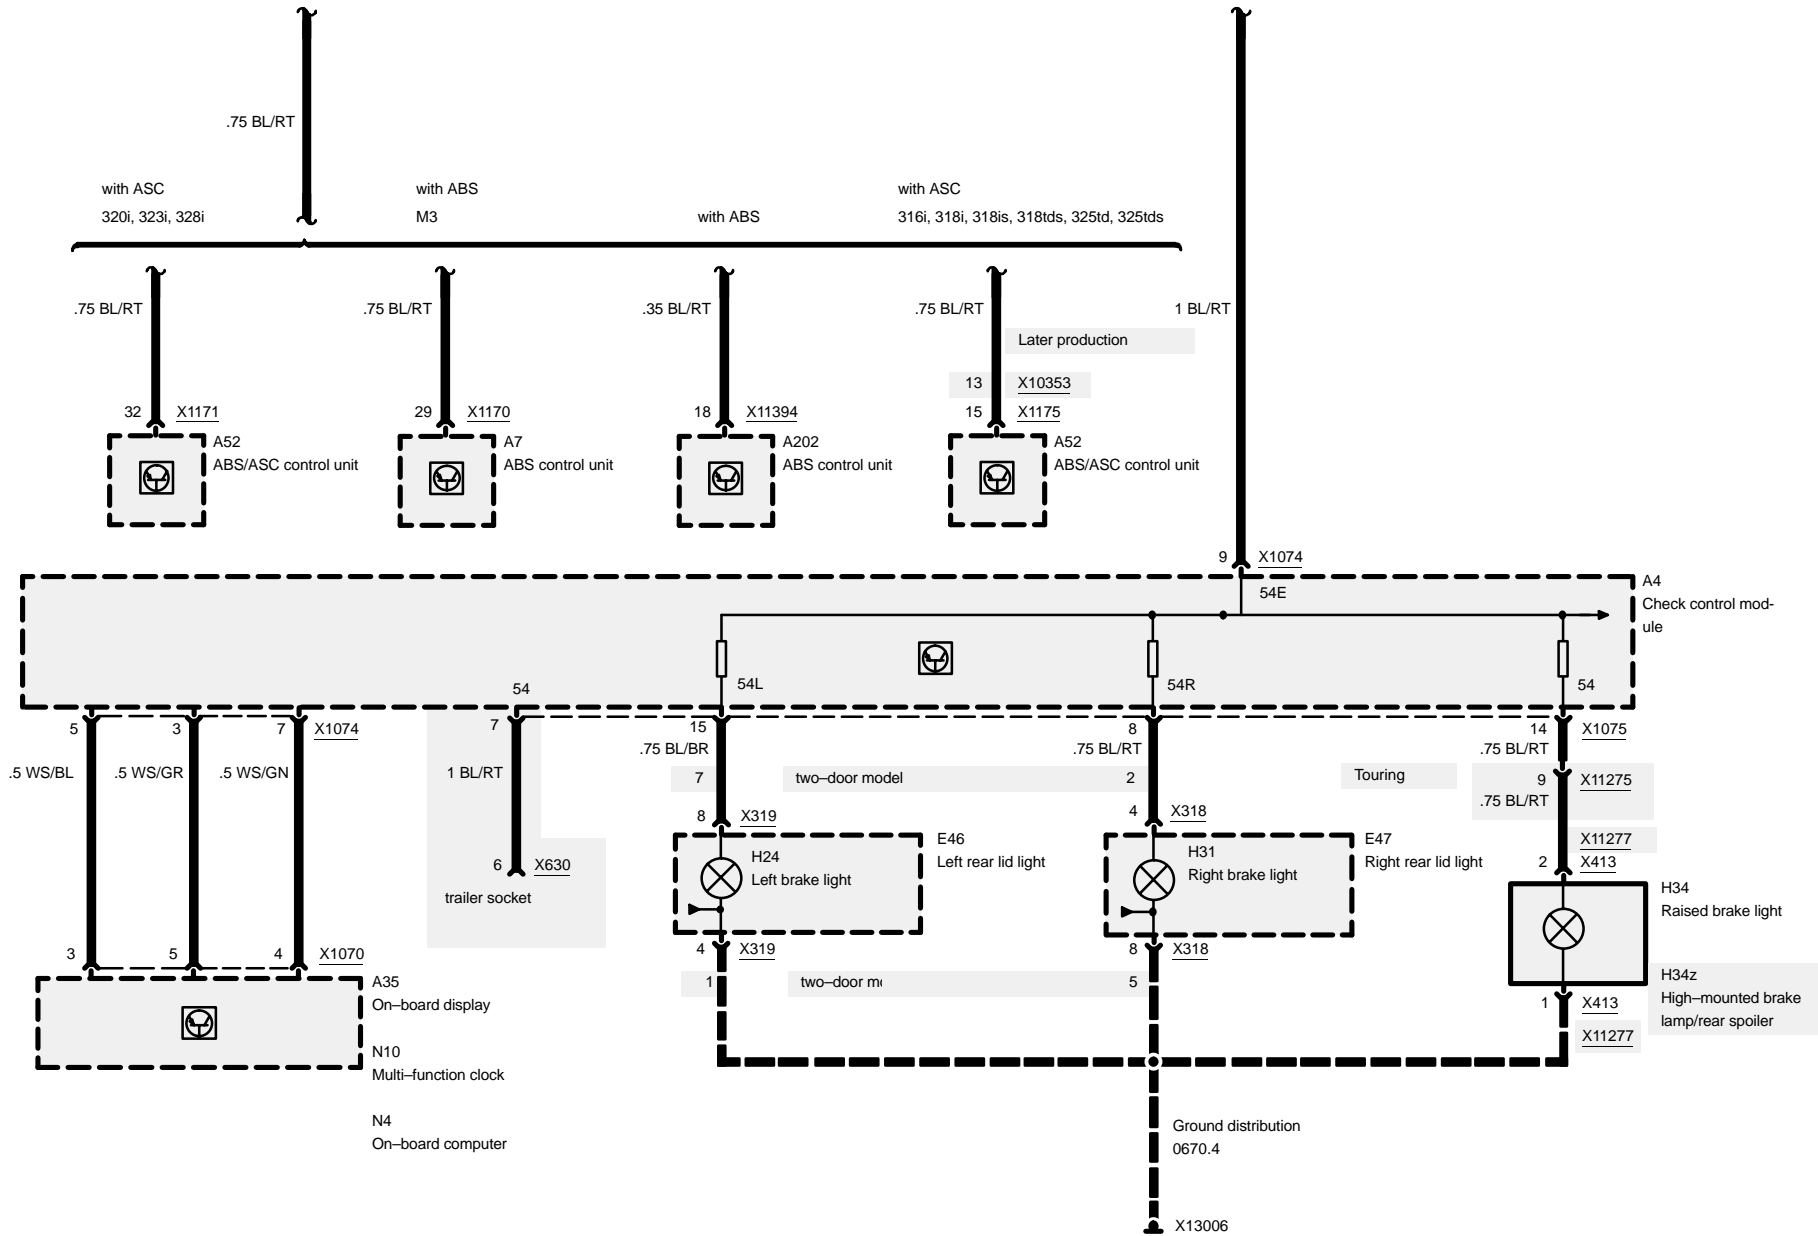 .75 BL/RT
with ASC
320i, 323i, 328i
with ABS
M3
with ABS
with ASC
316i, 318i, 318is, 318tds, 325td, 325tds
.75 BL/RT
.75 BL/RT
.35 BL/RT
.75 BL/RT
1 BL/RT
Later production
13 X10353
32 X1171
29 X1170
18 X11394
15 X1175
A52
ABS/ASC control unit
A7
ABS control unit
A202
ABS control unit
A52
ABS/ASC control unit
9 X1074
54E
A4
Check control mod-
ule
54
54L
54R
54
5
3
7 X1074
7
15
8
14 X1075
.5 WS/BL
.5 WS/GR
.5 WS/GN
1 BL/RT
.75 BL/BR
.75 BL/RT
.75 BL/RT
7 two–door model 2
Touring
9 X11275
.75 BL/RT
8 X319
4 X318
X11277
2 X413
6 X630
trailer socket
H24
Left brake light
E46
Left rear lid light
H31
Right brake light
E47
Right rear lid light
H34
Raised brake light
3
5
4 X1070
4 X319
8 X318
1 two–door mo 5
H34z
High–mounted brake
lamp/rear spoiler
1 X413
X11277
A35
On–board display
N10
Multi–function clock
N4
On–board computer
Ground distribution
0670.4
X13006